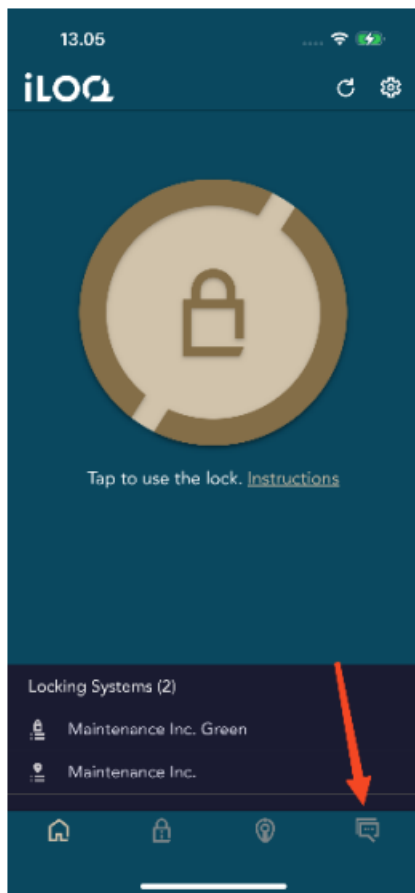 13.05
iLOQ
Tap to use the lock. Instructions
Locking Systems (2)
Maintenance Inc. Green
Maintenance Inc.